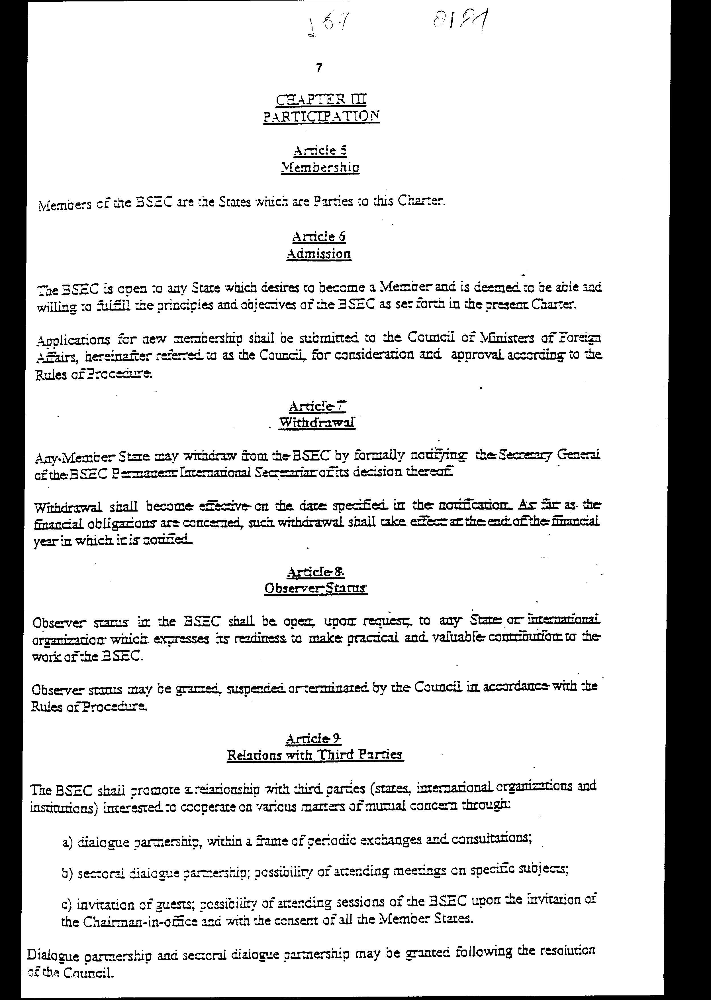 167 0191
7
CHAPTER III
PARTICIPATION
Article 5
Membership
Members of the BSEC are the States which are Parties to this Charter.
Article 6
Admission
The BSEC is open to any State which desires to become a Member and is deemed to be able and
willing to fulfil the principles and objectives of the BSEC as set forth in the present Charter.
Applications for new membership shall be submitted to the Council of Ministers of Foreign
Affairs, hereinafter referred to as the Council, for consideration and approval according to the
Rules of Procedure.
Article 7
Withdrawal
Any Member State may withdraw from the BSEC by formally notifying the Secretary General
of the BSEC Permanent International Secretariat of its decision thereof.
Withdrawal shall become effective on the date specified in the notification. As far as the
financial obligations are concerned, such withdrawal shall take effect at the end of the financial
year in which it is notified.
Article 8
Observer Status
Observer status in the BSEC shall be open, upon request, to any State or international
organization which expresses its readiness to make practical and valuable contribution to the
work of the BSEC.
Observer status may be granted, suspended or terminated by the Council in accordance with the
Rules of Procedure.
Article 9
Relations with Third Parties
The BSEC shall promote a relationship with third parties (states, international organizations and
institutions) interested to cooperate on various matters of mutual concern through:
a) dialogue partnership, within a frame of periodic exchanges and consultations;
b) sectoral dialogue partnership; possibility of attending meetings on specific subjects;
c) invitation of guests; possibility of attending sessions of the BSEC upon the invitation of
the Chairman-in-office and with the consent of all the Member States.
Dialogue partnership and sectoral dialogue partnership may be granted following the resolution
of the Council.